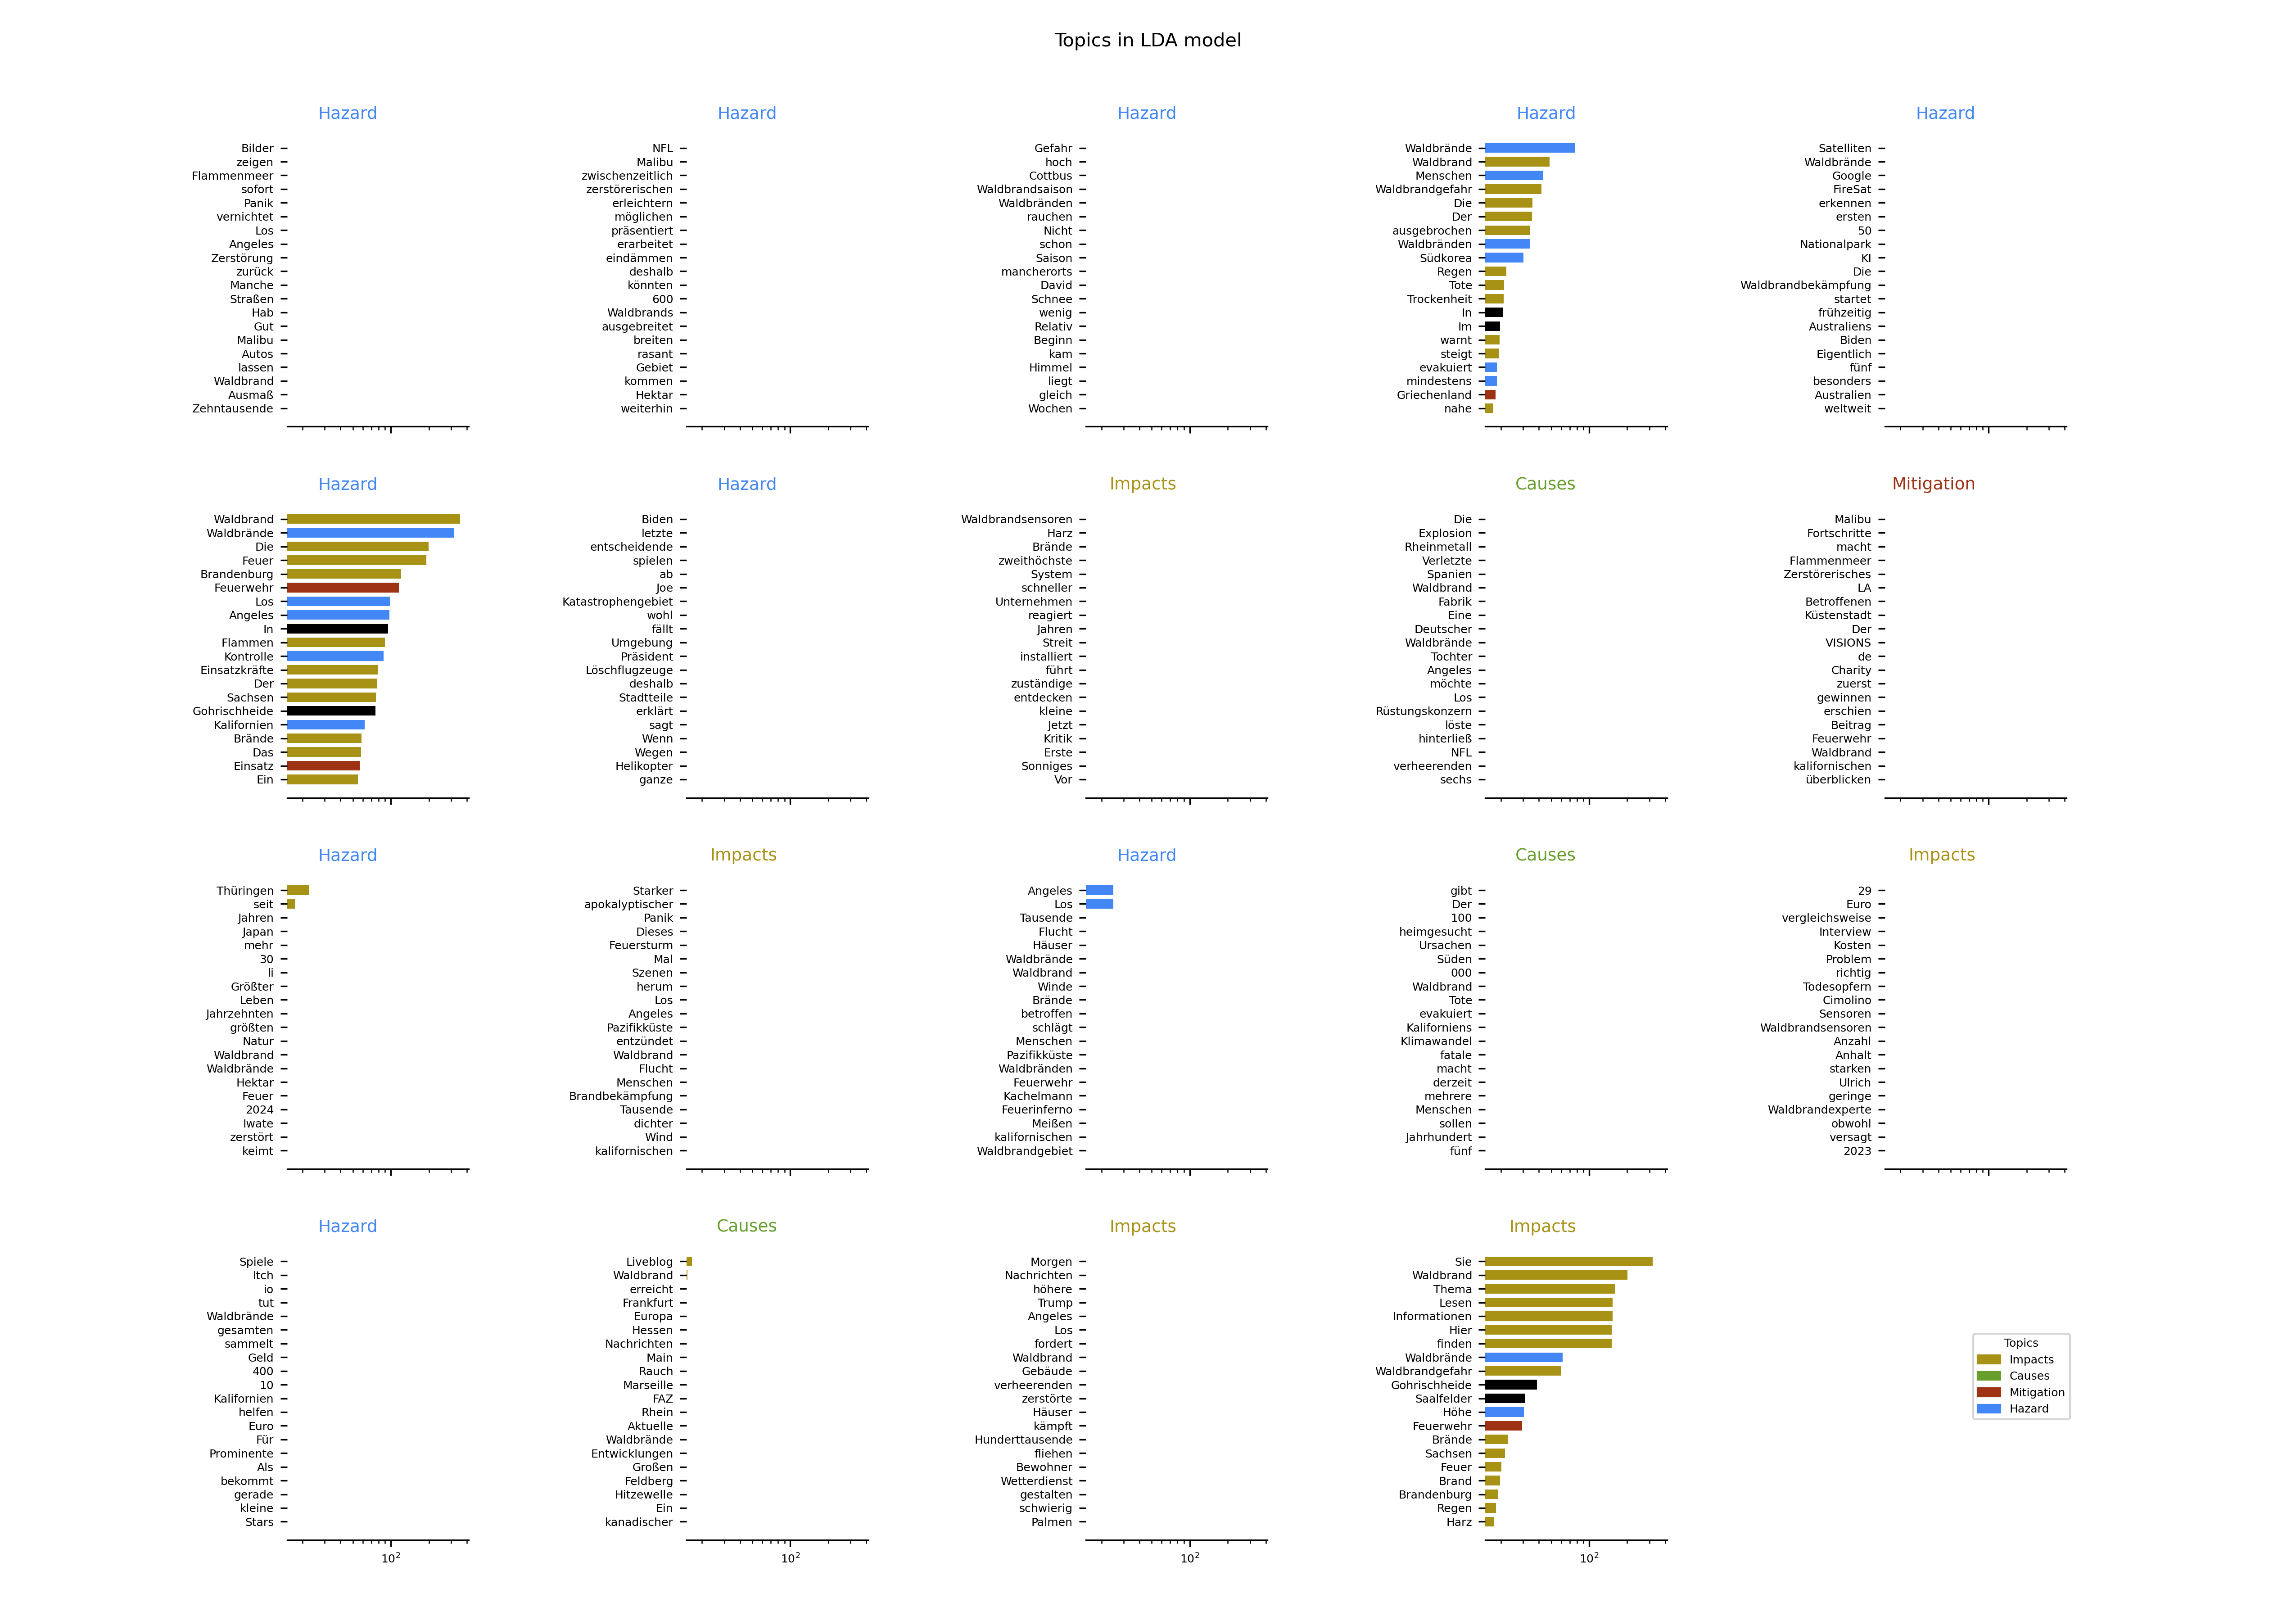 Topics in LDA model
Hazard
Bilder
zeigen
Flammenmeer
sofort
Panik
vernichtet
Los
Angeles
Zerstörung
zurück
Manche
Straßen
Hab
Gut
Malibu
Autos
lassen
Waldbrand
Ausmaß
Zehntausende
Hazard
NFL
Malibu
zwischenzeitlich
zerstörerischen
erleichtern
möglichen
präsentiert
erarbeitet
eindämmen
deshalb
könnten
600
Waldbrands
ausgebreitet
breiten
rasant
Gebiet
kommen
Hektar
weiterhin
Hazard
Gefahr
hoch
Cottbus
Waldbrandsaison
Waldbränden
rauchen
Nicht
schon
Saison
mancherorts
David
Schnee
wenig
Relativ
Beginn
kam
Himmel
liegt
gleich
Wochen
Hazard
Waldbrände
Waldbrand
Menschen
Waldbrandgefahr
Die
Der
ausgebrochen
Waldbränden
Südkorea
Regen
Tote
Trockenheit
In
Im
warnt
steigt
evakuiert
mindestens
Griechenland
nahe
Hazard
Satelliten
Waldbrände
Google
FireSat
erkennen
ersten
50
Nationalpark
KI
Die
Waldbrandbekämpfung
startet
frühzeitig
Australiens
Biden
Eigentlich
fünf
besonders
Australien
weltweit
Hazard
Waldbrand
Waldbrände
Die
Feuer
Brandenburg
Feuerwehr
Los
Angeles
In
Flammen
Kontrolle
Einsatzkräfte
Der
Sachsen
Gohrischheide
Kalifornien
Brände
Das
Einsatz
Ein
Hazard
Biden
letzte
entscheidende
spielen
ab
Joe
Katastrophengebiet
wohl
fällt
Umgebung
Präsident
Löschflugzeuge
deshalb
Stadtteile
erklärt
sagt
Wenn
Wegen
Helikopter
ganze
Impacts
Waldbrandsensoren
Harz
Brände
zweithöchste
System
schneller
Unternehmen
reagiert
Jahren
Streit
installiert
führt
zuständige
entdecken
kleine
Jetzt
Kritik
Erste
Sonniges
Vor
Causes
Die
Explosion
Rheinmetall
Verletzte
Spanien
Waldbrand
Fabrik
Eine
Deutscher
Waldbrände
Tochter
Angeles
möchte
Los
Rüstungskonzern
löste
hinterließ
NFL
verheerenden
sechs
Mitigation
Malibu
Fortschritte
macht
Flammenmeer
Zerstörerisches
LA
Betroffenen
Küstenstadt
Der
VISIONS
de
Charity
zuerst
gewinnen
erschien
Beitrag
Feuerwehr
Waldbrand
kalifornischen
überblicken
Hazard
Thüringen
seit
Jahren
Japan
mehr
30
li
Größter
Leben
Jahrzehnten
größten
Natur
Waldbrand
Waldbrände
Hektar
Feuer
2024
Iwate
zerstört
keimt
Impacts
Starker
apokalyptischer
Panik
Dieses
Feuersturm
Mal
Szenen
herum
Los
Angeles
Pazifikküste
entzündet
Waldbrand
Flucht
Menschen
Brandbekämpfung
Tausende
dichter
Wind
kalifornischen
Hazard
Angeles
Los
Tausende
Flucht
Häuser
Waldbrände
Waldbrand
Winde
Brände
betroffen
schlägt
Menschen
Pazifikküste
Waldbränden
Feuerwehr
Kachelmann
Feuerinferno
Meißen
kalifornischen
Waldbrandgebiet
Causes
gibt
Der
100
heimgesucht
Ursachen
Süden
000
Waldbrand
Tote
evakuiert
Kaliforniens
Klimawandel
fatale
macht
derzeit
mehrere
Menschen
sollen
Jahrhundert
fünf
Impacts
29
Euro
vergleichsweise
Interview
Kosten
Problem
richtig
Todesopfern
Cimolino
Sensoren
Waldbrandsensoren
Anzahl
Anhalt
starken
Ulrich
geringe
Waldbrandexperte
obwohl
versagt
2023
Hazard
Spiele
Itch
io
tut
Waldbrände
gesamten
sammelt
Geld
400
10
Kalifornien
helfen
Euro
Für
Prominente
Als
bekommt
gerade
kleine
Stars
10²
Causes
Liveblog
Waldbrand
erreicht
Frankfurt
Europa
Hessen
Nachrichten
Main
Rauch
Marseille
FAZ
Rhein
Aktuelle
Waldbrände
Entwicklungen
Großen
Feldberg
Hitzewelle
Ein
kanadischer
10²
Impacts
Morgen
Nachrichten
höhere
Trump
Angeles
Los
fordert
Waldbrand
Gebäude
verheerenden
zerstörte
Häuser
kämpft
Hunderttausende
fliehen
Bewohner
Wetterdienst
gestalten
schwierig
Palmen
10²
Impacts
Sie
Waldbrand
Thema
Lesen
Informationen
Hier
finden
Waldbrände
Waldbrandgefahr
Gohrischheide
Saalfelder
Höhe
Feuerwehr
Brände
Sachsen
Feuer
Brand
Brandenburg
Regen
Harz
10²
Topics
Impacts
Causes
Mitigation
Hazard